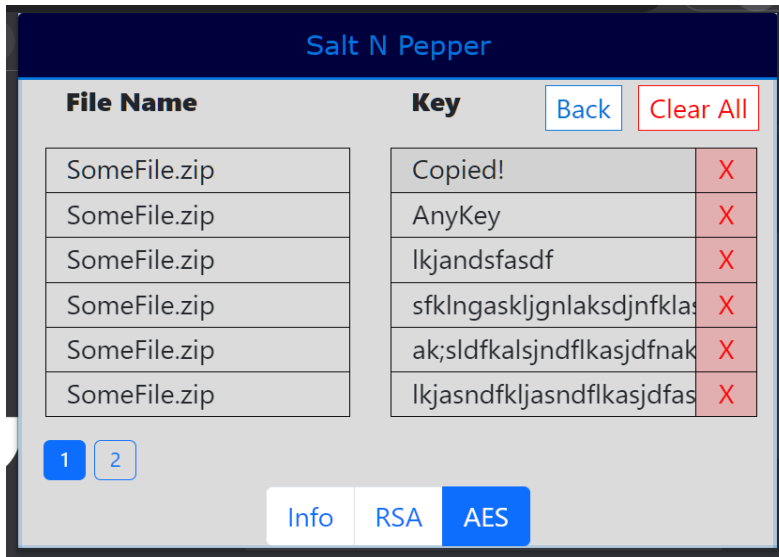 Salt N Pepper
File Name Key Back Clear All
SomeFile.zip Copied! X
SomeFile.zip AnyKey X
SomeFile.zip lkjandsfasdf X
SomeFile.zip sfklngaskljgnlaksdjnfklas X
SomeFile.zip ak;sldfkalsjndflkasjdfnak X
SomeFile.zip lkjasndfkljasndflkasjdfas X
1 2
Info RSA AES